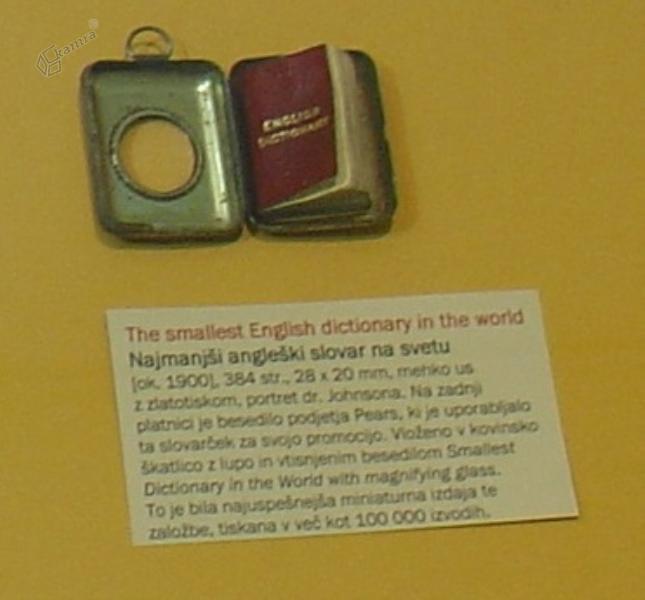 kamra
ENGLISH
DICTIONARY
The smallest English dictionary in the world
Najmanjši angleški slovar na svetu
[ok. 1900], 384 str., 28 x 20 mm, mehko us
z zlatotiskom, portret dr. Johnsona. Na zadnji
platnici je besedilo podjetja Pears, ki je uporabljalo
ta slovarček za svojo promocijo. Vloženo v kovinsko
škatlico z lupo in vtisnjenim besedilom Smallest
Dictionary in the World with magnifying glass.
To je bila najuspešnejša miniaturna izdaja te
založbe, tiskana v več kot 100 000 izvodih.